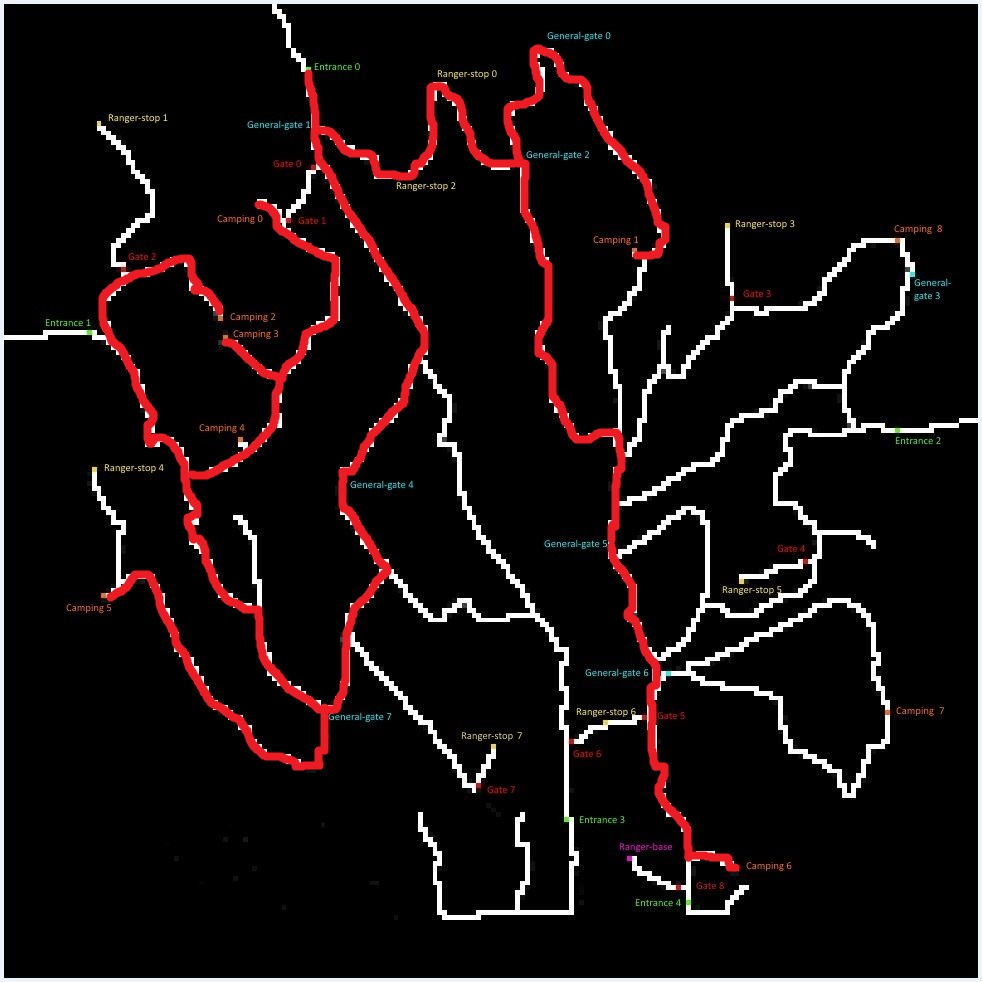 General-gate 0
Entrance 0
Ranger-stop 0
Ranger-stop 1
General-gate 1
General-gate 2
Gate 0
Ranger-stop 2
Camping 0
Gate 1
Ranger-stop 3
Camping 8
Camping 1
Gate 2
General-
gate 3
Gate 3
Camping 2
Entrance 1
Camping 3
Camping 4
Entrance 2
Ranger-stop 4
General-gate 4
General-gate 5
Gate 4
Ranger-stop 5
Camping 5
General-gate 6
Ranger-stop 6
Camping 7
General-gate 7
Gate 5
Ranger-stop 7
Gate 6
Gate 7
Entrance 3
Ranger-base
Camping 6
Gate 8
Entrance 4